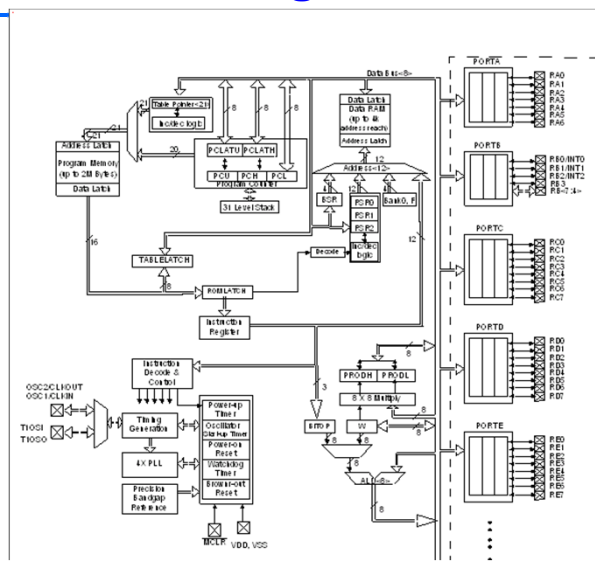 Data Bus<8>
PORTA
RA0
RA1
RA2
RA3
RA4
RA5
RA6
21
Table Pointer<21>
inc/dec logic
8
8
8
Data Latch
Data RAM
(up to 4k
address reach)
Address Latch
21
21
20
Address Latch
Program Memory
(up to 2M Bytes)
Data Latch
PCLATU
PCLATH
PCU
PCH
PCL
Program Counter
31 Level Stack
12
Address<12>
4
12
4
BSR
FSR0
FSR1
FSR2
inc/dec
logic
Bank0, F
12
PORTB
RB0/INT0
RB1/INT1
RB2/INT2
RB3
RB<7:4>
16
TABLELATCH
8
Decode
ROMLATCH
Instruction
Register
PORTC
RC0
RC1
RC2
RC3
RC4
RC5
RC6
RC7
Instruction
Decode &
Control
OSC2/CLKOUT
OSC1/CLKIN
T1OSI
T1OSO
Timing
Generation
4X PLL
Precision
Bandgap
Reference
Power-up
Timer
Oscillator
Start-up Timer
Power-on
Reset
Watchdog
Timer
Brown-out
Reset
MCLR
VDD, VSS
8
3
PRODH
PRODL
8 X 8 Multiply
8
BITOP
W
8
8
8
8
ALU<8>
8
PORTD
RD0
RD1
RD2
RD3
RD4
RD5
RD6
RD7
PORTE
RE0
RE1
RE2
RE3
RE4
RE5
RE6
RE7